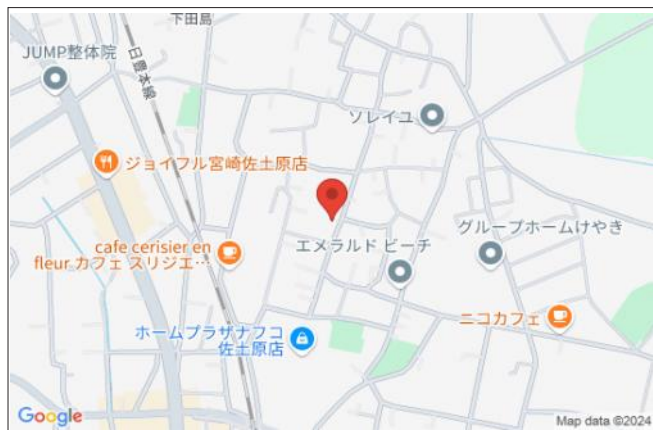 下田島
JUMP整体院
日豊本線
ソレイユ
ジョイフル宮崎佐土原店
cafe cerisier en
fleur カフェ スリジエ…
エメラルド ビーチ
グループホームけやき
ニコカフェ
ホームプラザナフコ
佐土原店
Google
Map data ©2024